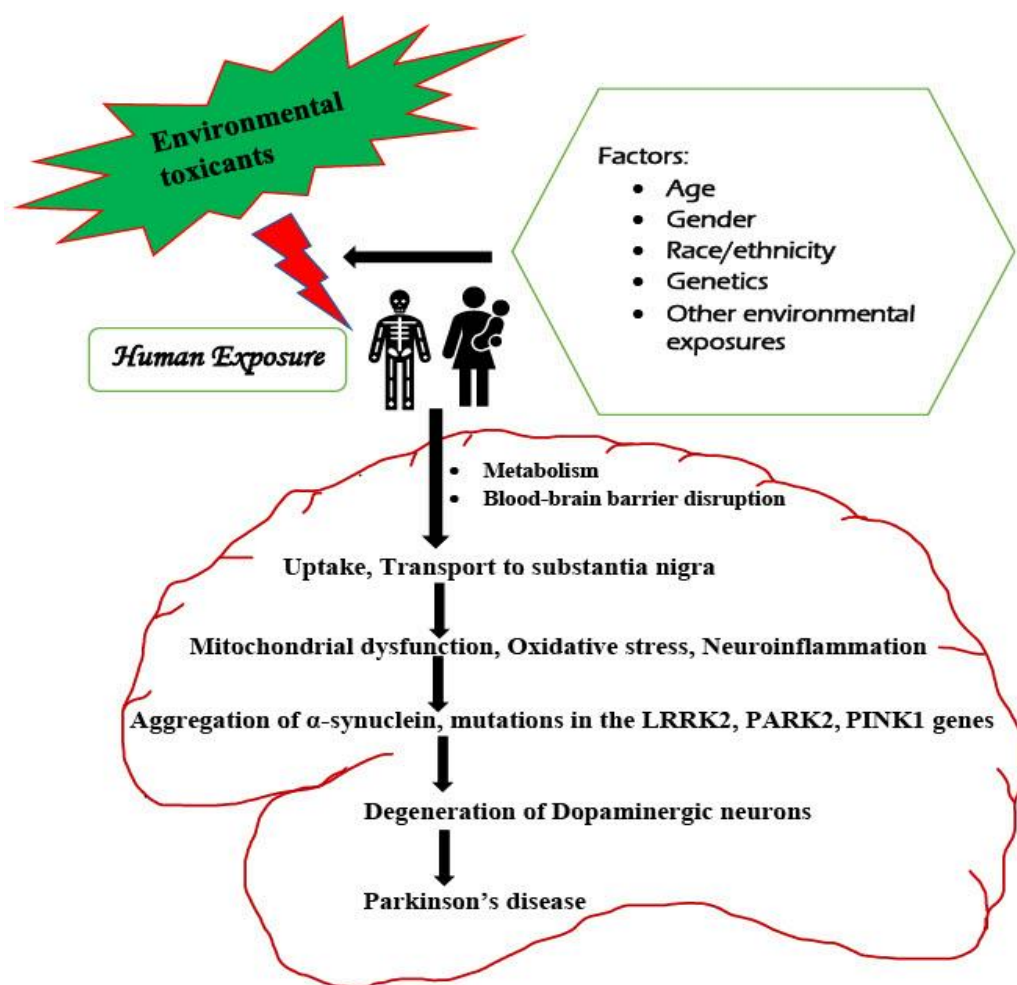 Environmental
toxicants
Factors:
• Age
• Gender
• Race/ethnicity
• Genetics
• Other environmental
exposures
Human Exposure
• Metabolism
• Blood-brain barrier disruption
Uptake, Transport to substantia nigra
Mitochondrial dysfunction, Oxidative stress, Neuroinflammation
Aggregation of α-synuclein, mutations in the LRRK2, PARK2, PINK1 genes
Degeneration of Dopaminergic neurons
Parkinson’s disease